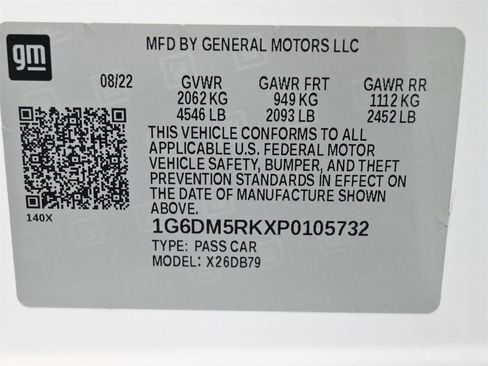 gm
MFD BY GENERAL MOTORS LLC
08/22 GVWR GAWR FRT GAWR RR
2062 KG 949 KG 1112 KG
4546 LB 2093 LB 2452 LB
THIS VEHICLE CONFORMS TO ALL
APPLICABLE U.S. FEDERAL MOTOR
VEHICLE SAFETY, BUMPER, AND THEFT
PREVENTION STANDARDS IN EFFECT ON
THE DATE OF MANUFACTURE SHOWN
ABOVE.
140X
1G6DM5RKXP0105732
TYPE: PASS CAR
MODEL: X26DB79